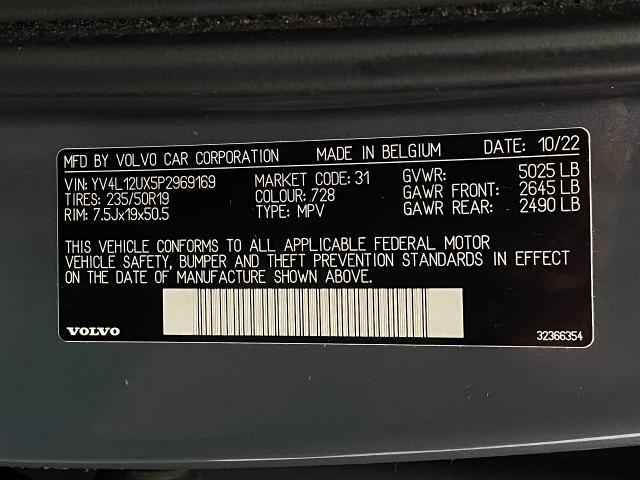 MFD BY VOLVO CAR CORPORATION MADE IN BELGIUM DATE: 10/22
VIN: YV4L12UX5P2969169 MARKET CODE: 31 GVWR: 5025 LB
TIRES: 235/50R19 COLOUR: 728 GAWR FRONT: 2645 LB
RIM: 7.5Jx19x50.5 TYPE: MPV GAWR REAR: 2490 LB
THIS VEHICLE CONFORMS TO ALL APPLICABLE FEDERAL MOTOR
VEHICLE SAFETY, BUMPER AND THEFT PREVENTION STANDARDS IN EFFECT
ON THE DATE OF MANUFACTURE SHOWN ABOVE.
VOLVO 32366354